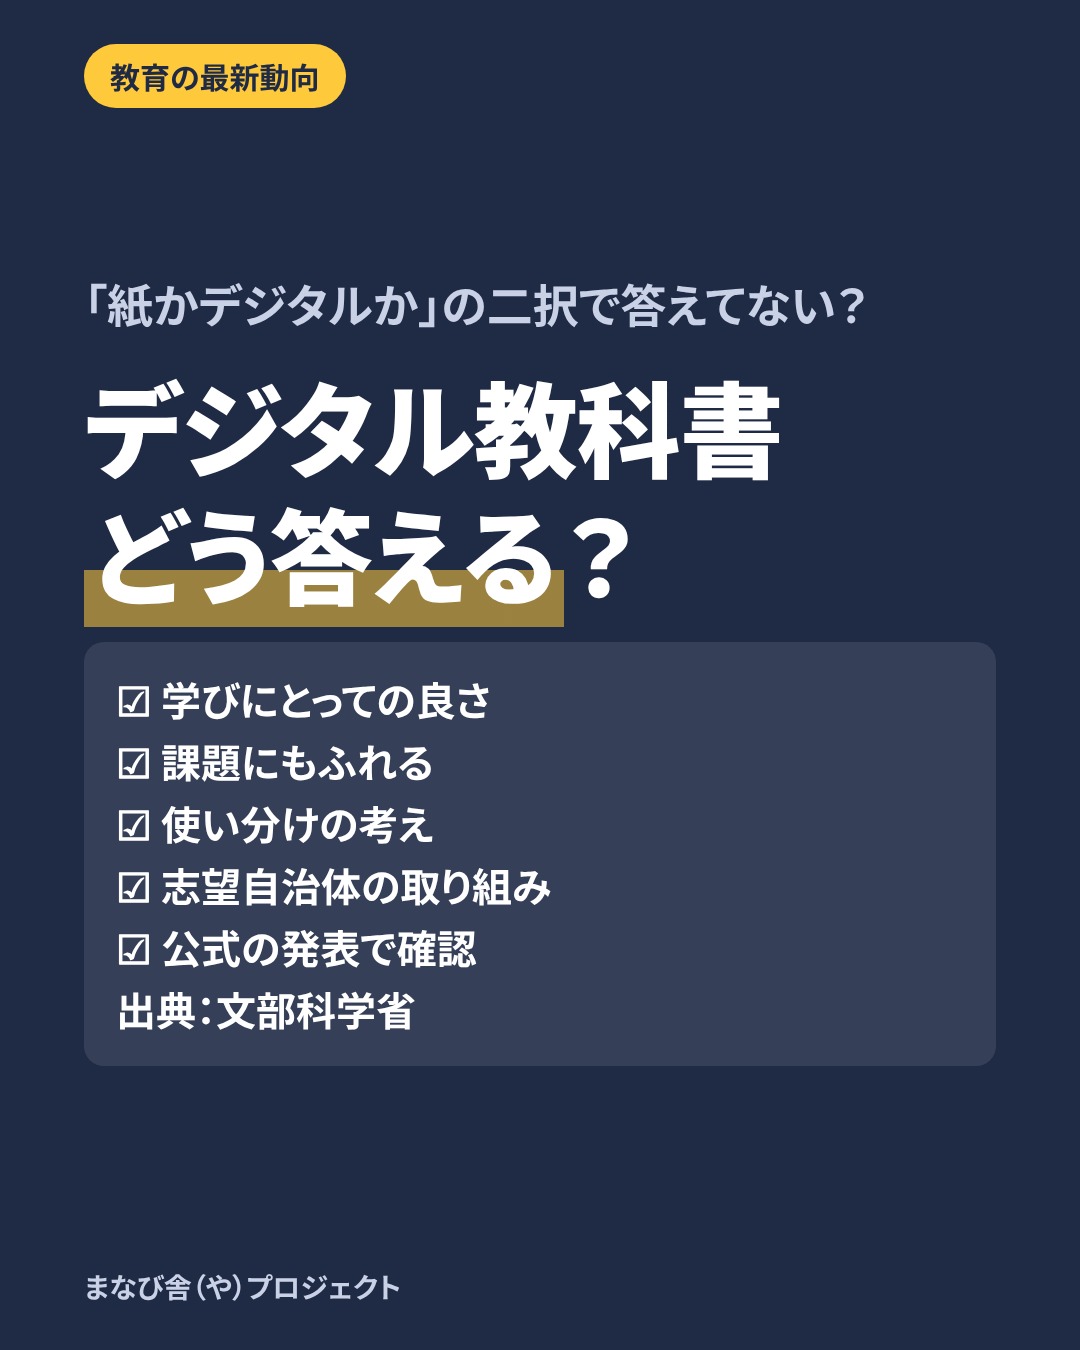 教育の最新動向
「紙かデジタルか」の二択で答えてない？
デジタル教科書
どう答える？
☑ 学びにとっての良さ
☑ 課題にもふれる
☑ 使い分けの考え
☑ 志望自治体の取り組み
☑ 公式の発表で確認
出典：文部科学省
まなび舎（や）プロジェクト